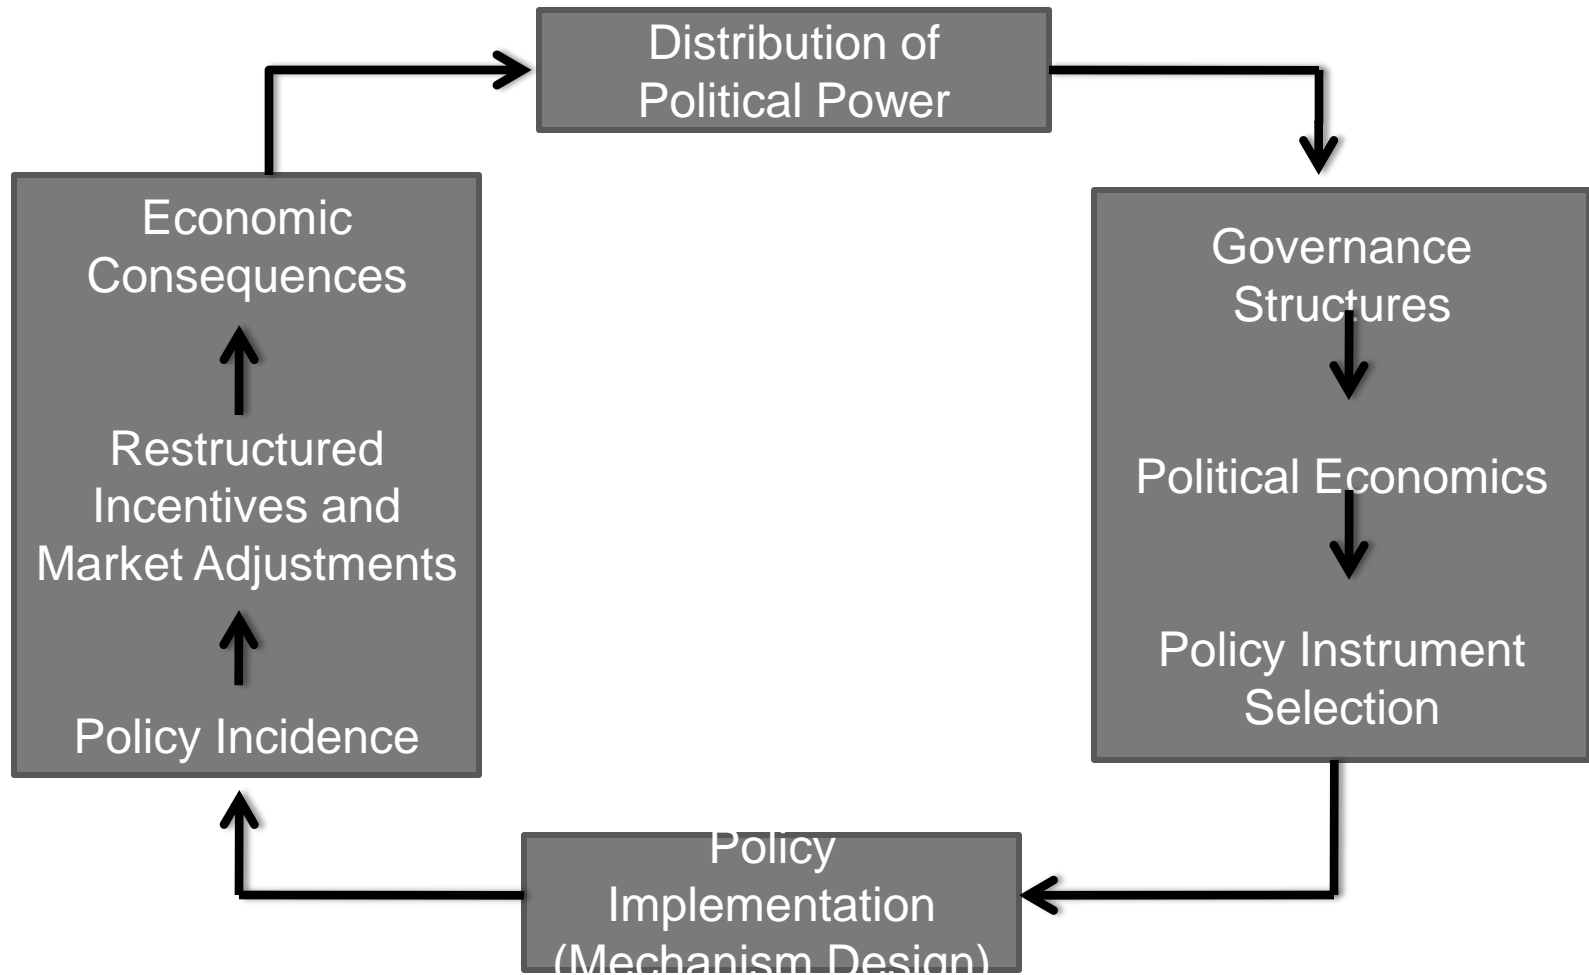 Distribution of
Political Power
Economic
Consequences
Restructured
Incentives and
Market Adjustments
Policy Incidence
Governance
Structures
Political Economics
Policy Instrument
Selection
Policy
Implementation
(Mechanism Design)